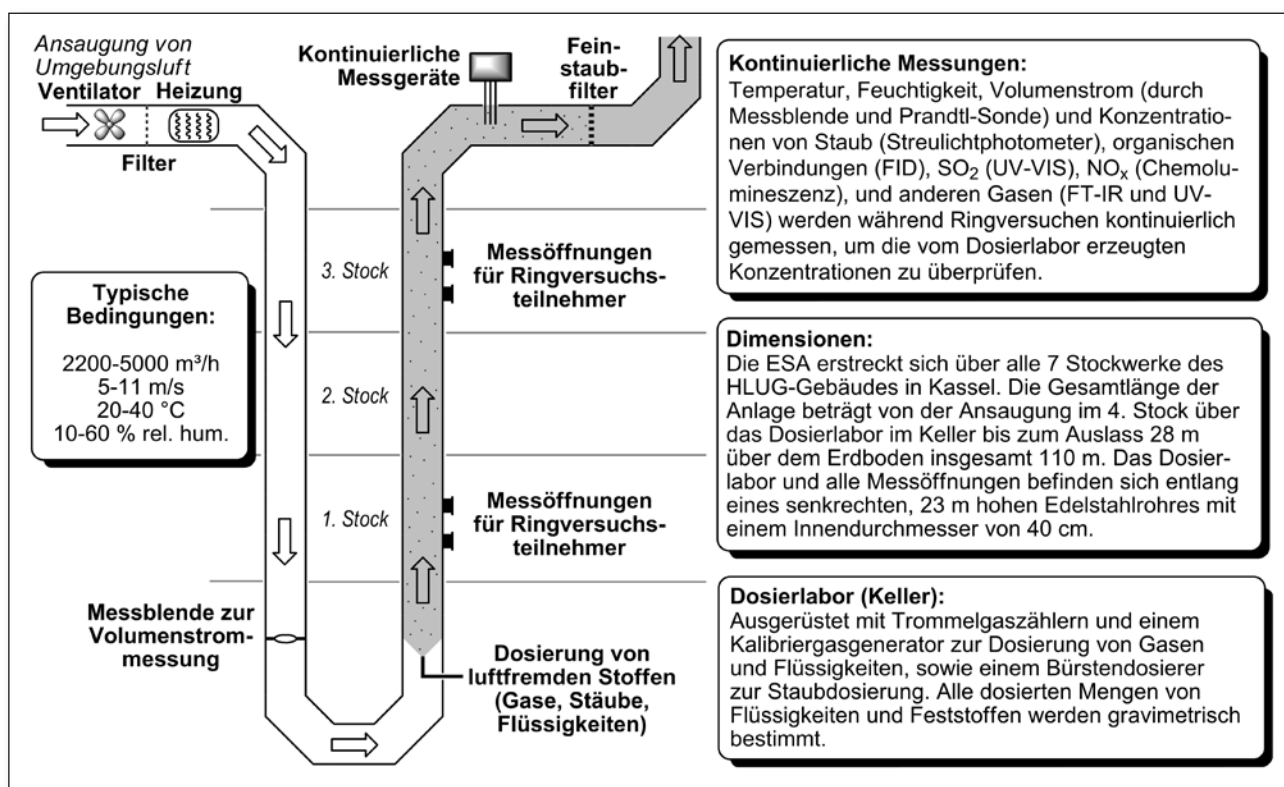 Ansaugung von
Umgebungsluft
Ventilator
Heizung
Filter
Kontinuierliche
Messgeräte
Fein-
staub-
filter
3. Stock
Messöffnungen
für Ringversuchs-
teilnehmer
Typische
Bedingungen:
2200-5000 m³/h
5-11 m/s
20-40 °C
10-60 % rel. hum.
2. Stock
1. Stock
Messöffnungen
für Ringversuchs-
teilnehmer
Messblende zur
Volumenstrom-
messung
Dosierung von
luftfremden Stoffen
(Gase, Stäube,
Flüssigkeiten)
Kontinuierliche Messungen:
Temperatur, Feuchtigkeit, Volumenstrom (durch
Messblende und Prandtl-Sonde) und Konzentratio-
nen von Staub (Streulichtphotometer), organischen
Verbindungen (FID), SO₂ (UV-VIS), NOₓ (Chemolu-
mineszenz), und anderen Gasen (FT-IR und UV-
VIS) werden während Ringversuchen kontinuierlich
gemessen, um die vom Dosierlabor erzeugten
Konzentrationen zu überprüfen.
Dimensionen:
Die ESA erstreckt sich über alle 7 Stockwerke des
HLUG-Gebäudes in Kassel. Die Gesamtlänge der
Anlage beträgt von der Ansaugung im 4. Stock über
das Dosierlabor im Keller bis zum Auslass 28 m
über dem Erdboden insgesamt 110 m. Das Dosier-
labor und alle Messöffnungen befinden sich entlang
eines senkrechten, 23 m hohen Edelstahlrohres mit
einem Innendurchmesser von 40 cm.
Dosierlabor (Keller):
Ausgerüstet mit Trommelgaszählern und einem
Kalibriergasgenerator zur Dosierung von Gasen
und Flüssigkeiten, sowie einem Bürstendosierer
zur Staubdosierung. Alle dosierten Mengen von
Flüssigkeiten und Feststoffen werden gravimetrisch
bestimmt.